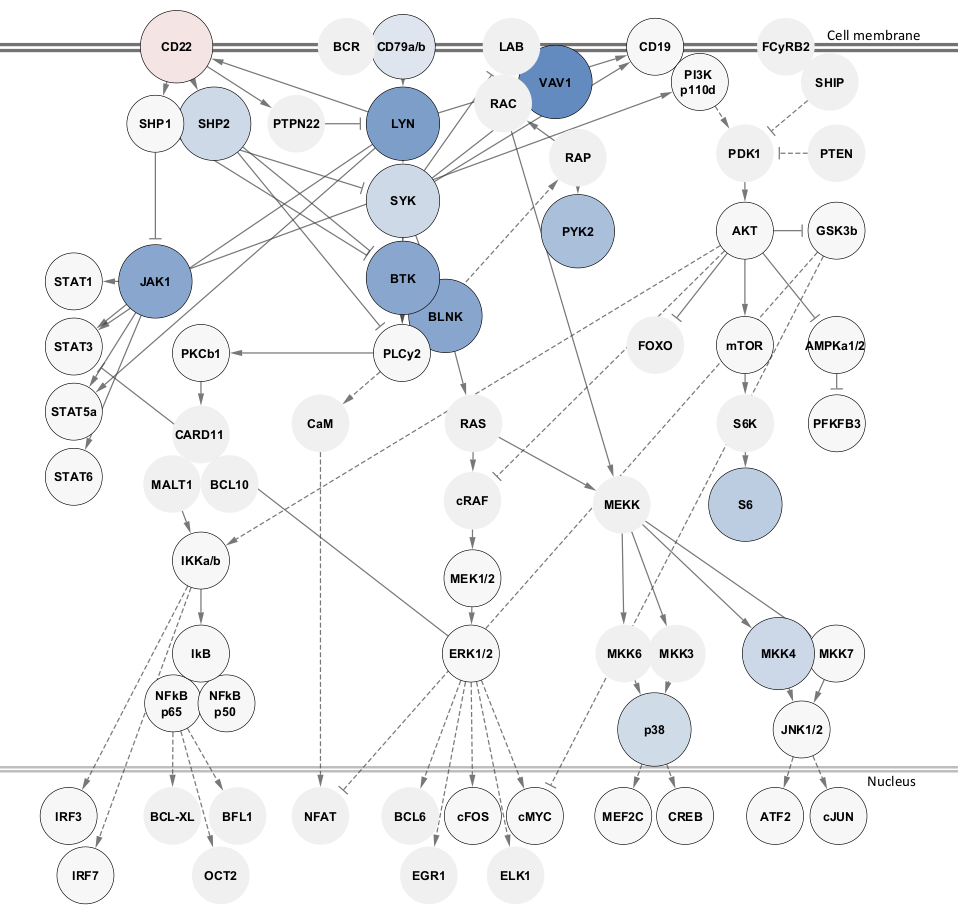 Cell membrane
CD22
BCR
CD79a/b
LAB
CD19
FCyRB2
VAV1
PI3K
p110d
SHIP
RAC
SHP1
SHP2
PTPN22
LYN
RAP
PDK1
PTEN
SYK
PYK2
AKT
GSK3b
STAT1
JAK1
BTK
BLNK
STAT3
PKCb1
PLCy2
FOXO
mTOR
AMPKa1/2
STAT5a
CARD11
CaM
RAS
S6K
PFKFB3
STAT6
MALT1
BCL10
cRAF
MEKK
S6
IKKa/b
MEK1/2
IkB
ERK1/2
MKK6
MKK3
MKK4
MKK7
NFkB
p65
NFkB
p50
p38
JNK1/2
Nucleus
IRF3
BCL-XL
BFL1
NFAT
BCL6
cFOS
cMYC
MEF2C
CREB
ATF2
cJUN
IRF7
OCT2
EGR1
ELK1